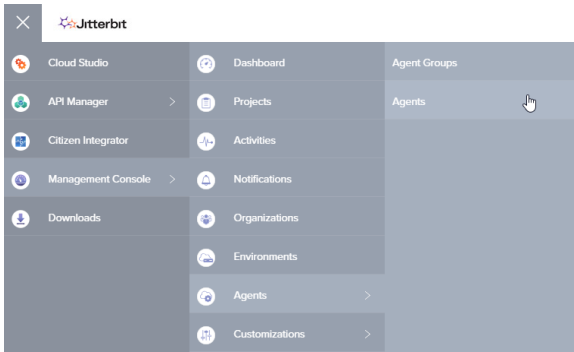 Jitterbit
Cloud Studio
API Manager
Citizen Integrator
Management Console
Downloads
Dashboard
Projects
Activities
Notifications
Organizations
Environments
Agents
Customizations
Agent Groups
Agents